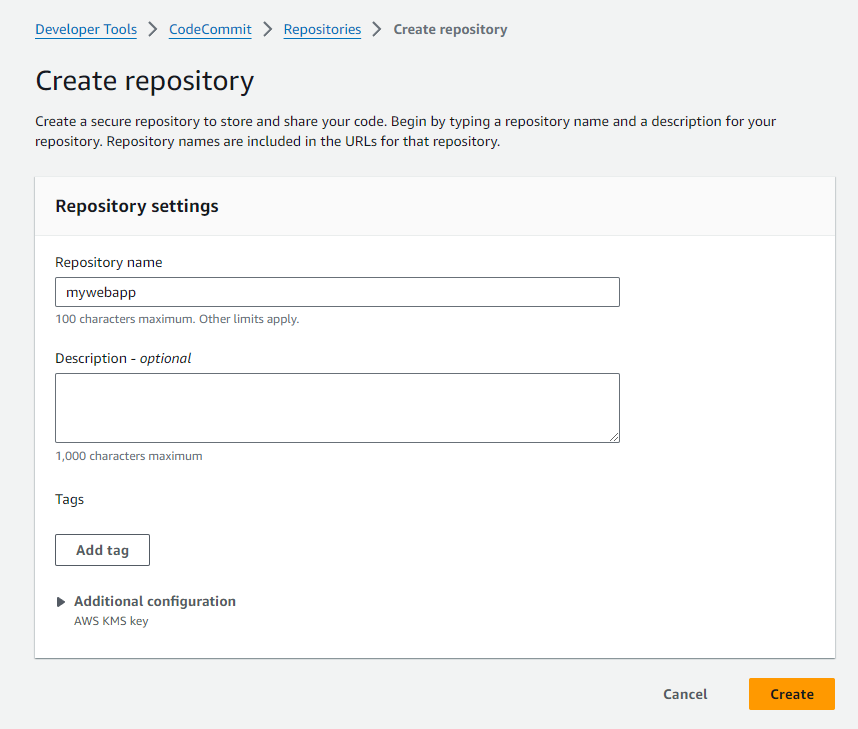 Developer Tools > CodeCommit > Repositories > Create repository
Create repository
Create a secure repository to store and share your code. Begin by typing a repository name and a description for your
repository. Repository names are included in the URLs for that repository.
Repository settings
Repository name
mywebapp
100 characters maximum. Other limits apply.
Description - optional
1,000 characters maximum
Tags
Add tag
Additional configuration
AWS KMS key
Cancel
Create